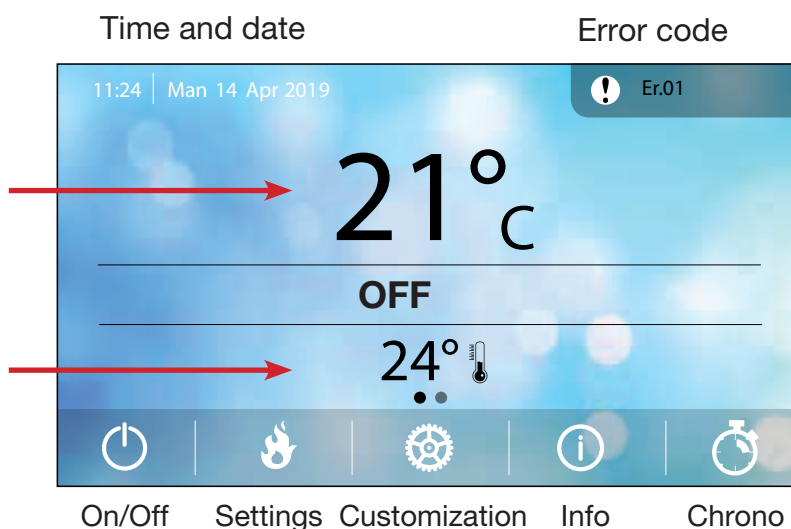 Time and date
Error code
11:24 | Man 14 Apr 2019
Er.01
21°C
OFF
24°
On/Off
Settings
Customization
Info
Chrono